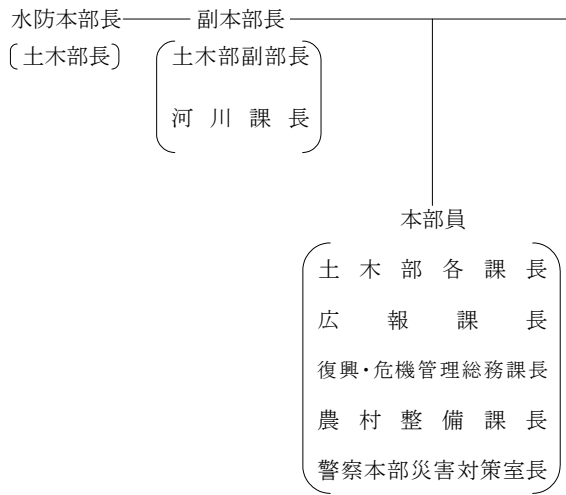 水防本部長 副本部長
〔土木部長〕 土木部副部長
河川課長
本部員
土木部各課長
広報課長
復興・危機管理総務課長
農村整備課長
警察本部災害対策室長